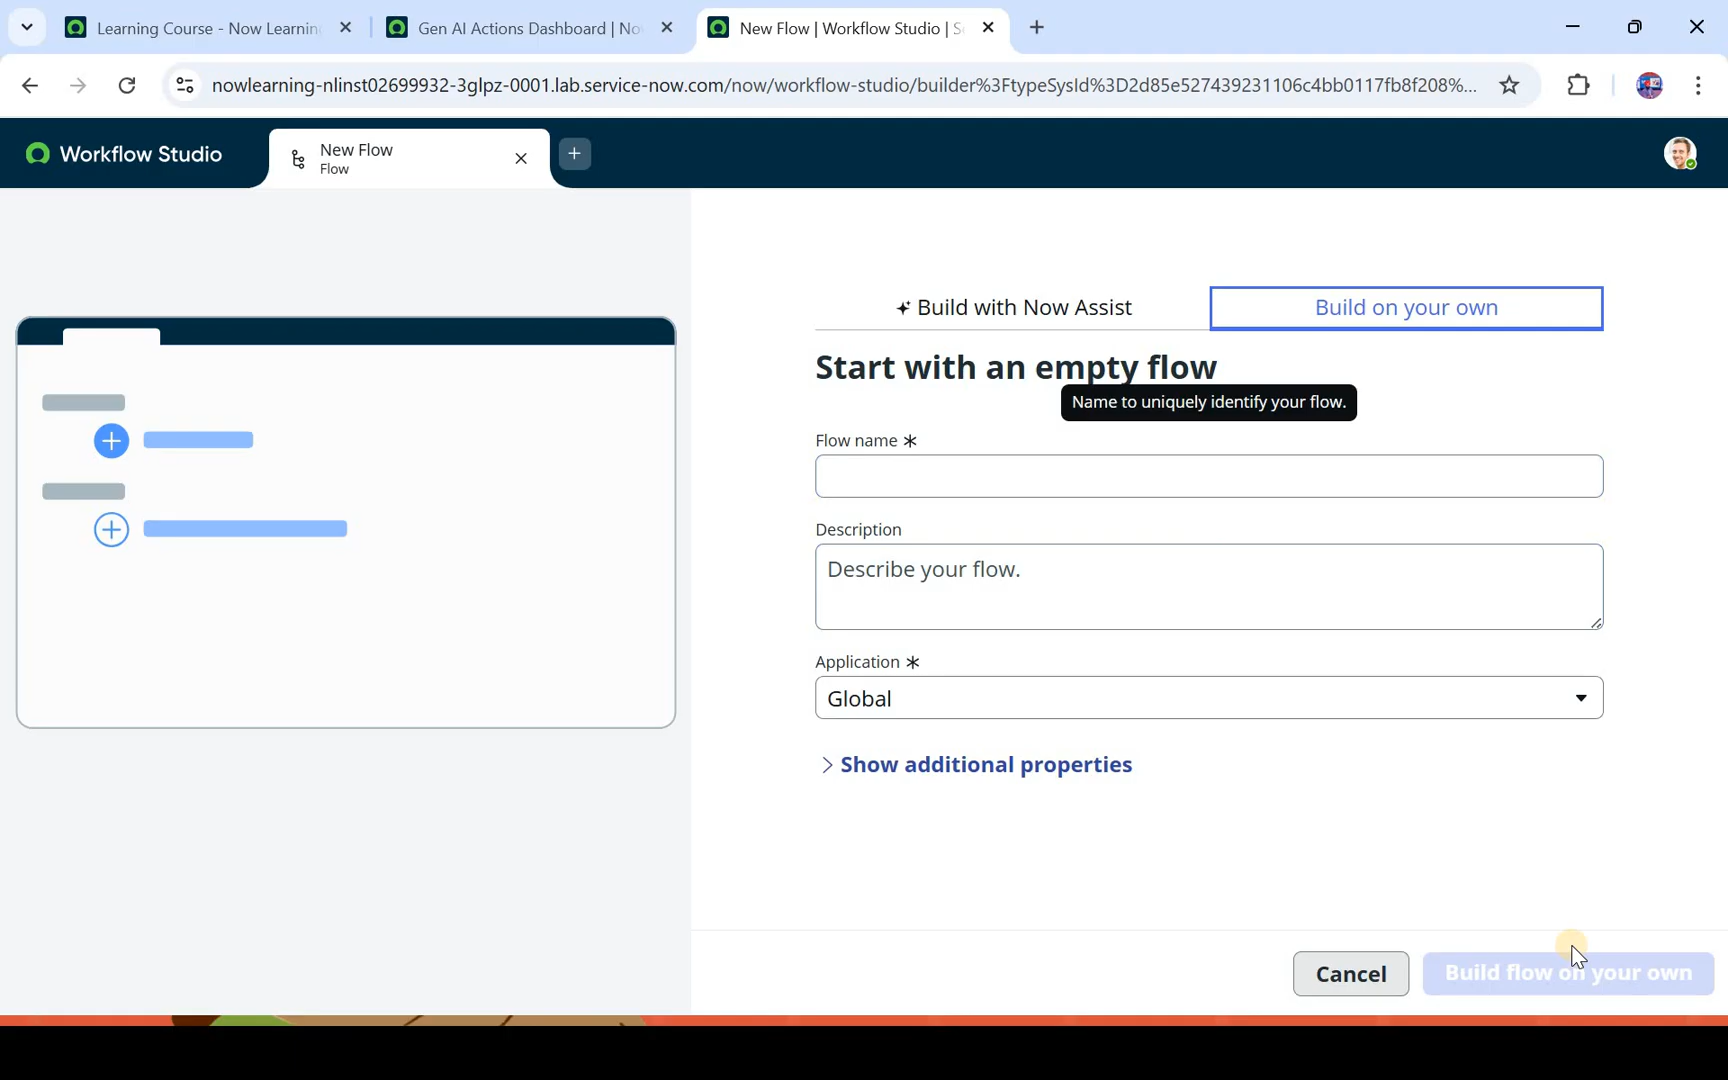 Learning Course - Now Learning
Gen AI Actions Dashboard | No
New Flow | Workflow Studio | S
nowlearning-nlinst02699932-3glpz-0001.lab.service-now.com/now/workflow-studio/builder%3FtypeSysId%3D2d85e527439231106c4bb0117fb8f208%...
Workflow Studio
New Flow
Flow
Build with Now Assist
Build on your own
Start with an empty flow
Name to uniquely identify your flow.
Flow name *
Description
Describe your flow.
Application *
Global
Show additional properties
Cancel
Build flow on your own